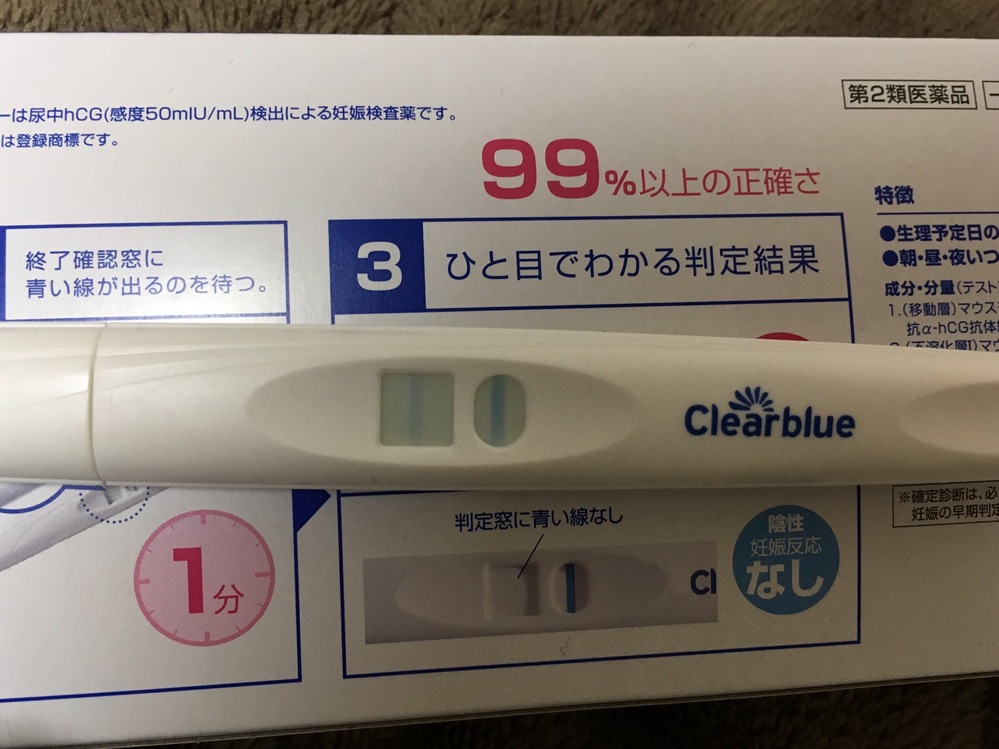 ーは尿中hCG(感度50mIU/mL)検出による妊娠検査薬です。
は登録商標です。
第2類医薬品
99%以上の正確さ
終了確認窓に
青い線が出るのを待つ。
3 ひと目でわかる判定結果
特徴
●生理予定日の
●朝・昼・夜いつ
成分・分量(テスト
1.(移動層)マウス
抗α-hCG抗体
Clearblue
1分
判定窓に青い線なし
Cl
陰性
妊娠反応
なし
※確定診断は、必
妊娠の早期判定